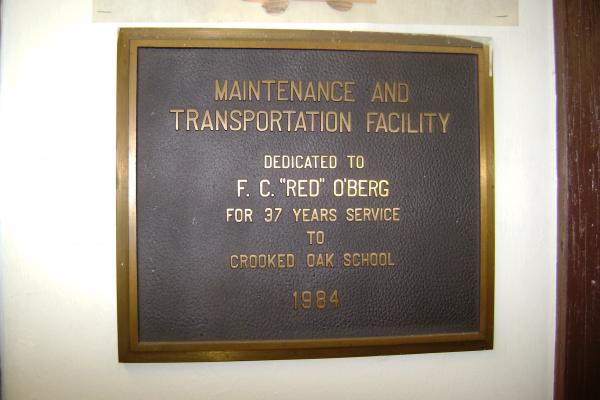 MAINTENANCE AND
TRANSPORTATION FACILITY
DEDICATED TO
F. C. "RED" O'BERG
FOR 37 YEARS SERVICE
TO
CROOKED OAK SCHOOL
1984